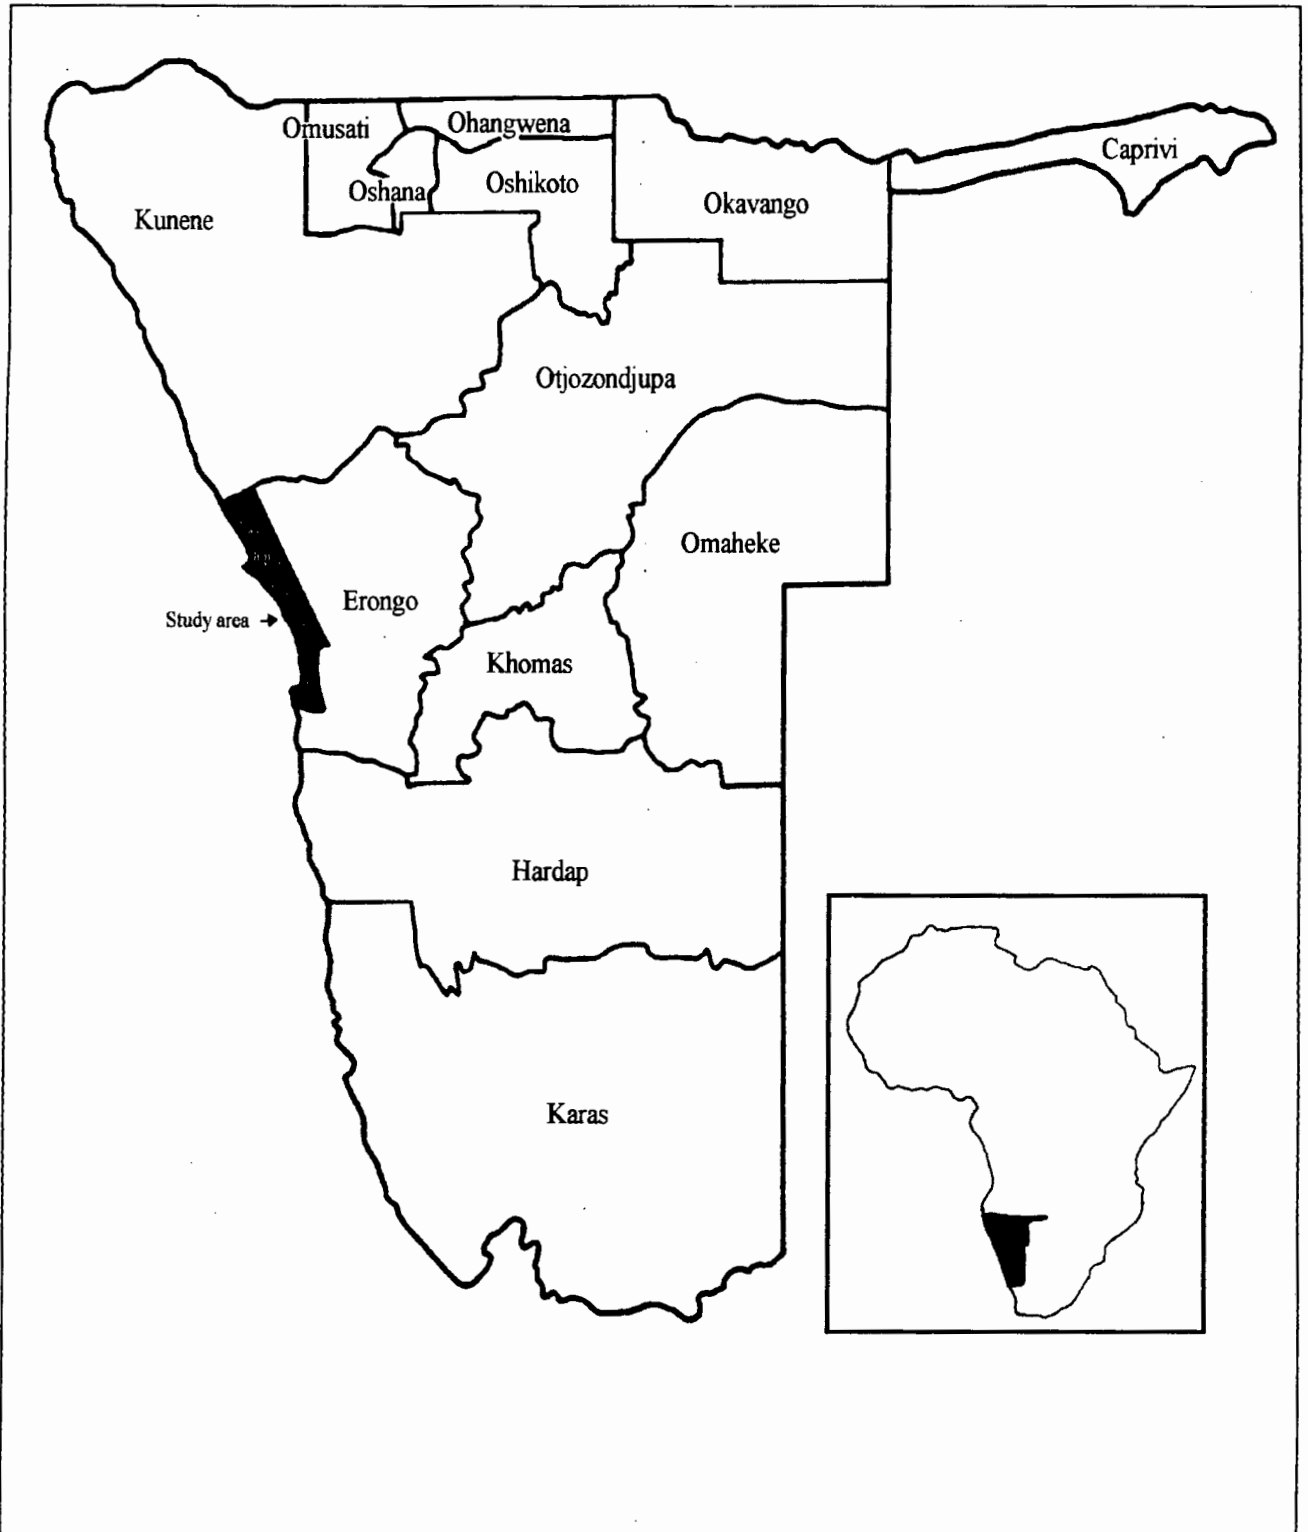 Omusati
Ohangwena
Caprivi
Oshana
Oshikoto
Okavango
Kunene
Otjozondjupa
Omaheke
Erongo
Study area
Khomas
Hardap
Karas